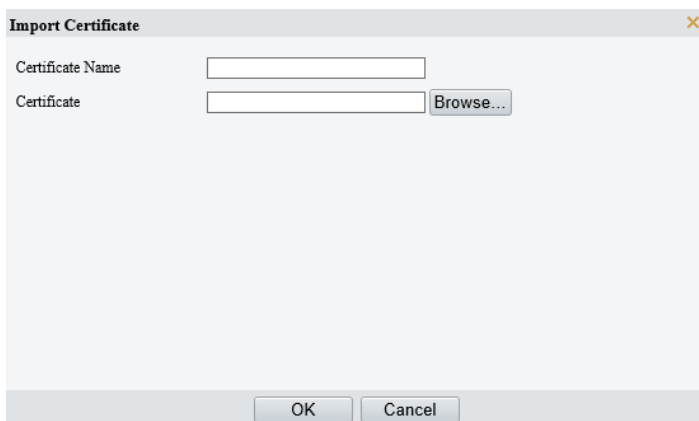 Import Certificate
Certificate Name
Certificate
Browse...
OK
Cancel